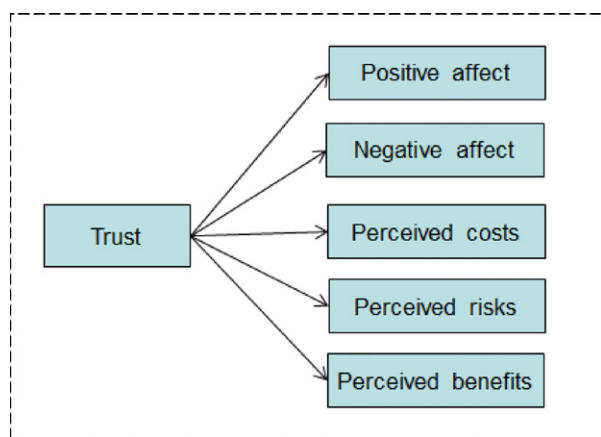 Positive affect
Negative affect
Trust
Perceived costs
Perceived risks
Perceived benefits